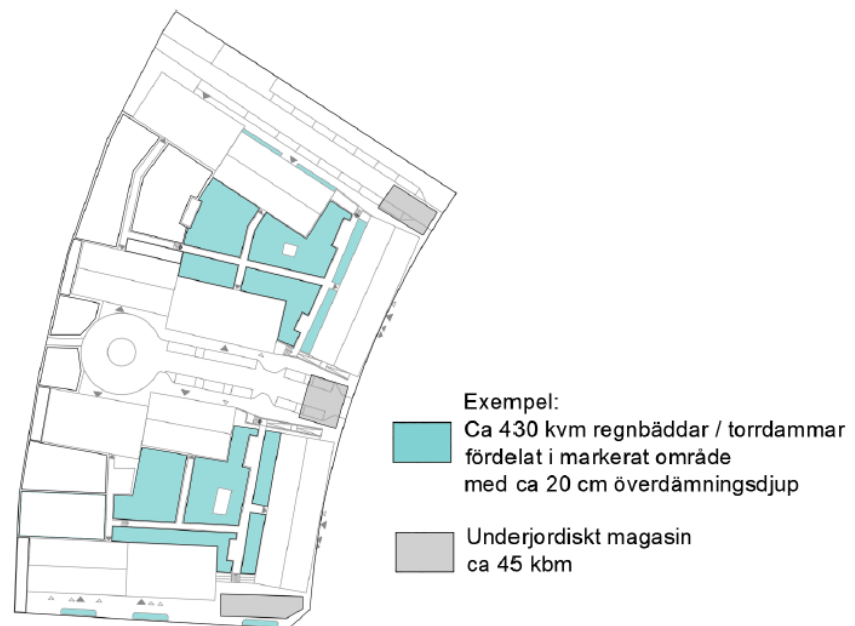 Exempel:
Ca 430 kvm regnbäddar / torrdammar
fördelat i markerat område
med ca 20 cm överdämningsdjup
Underjordiskt magasin
ca 45 kbm